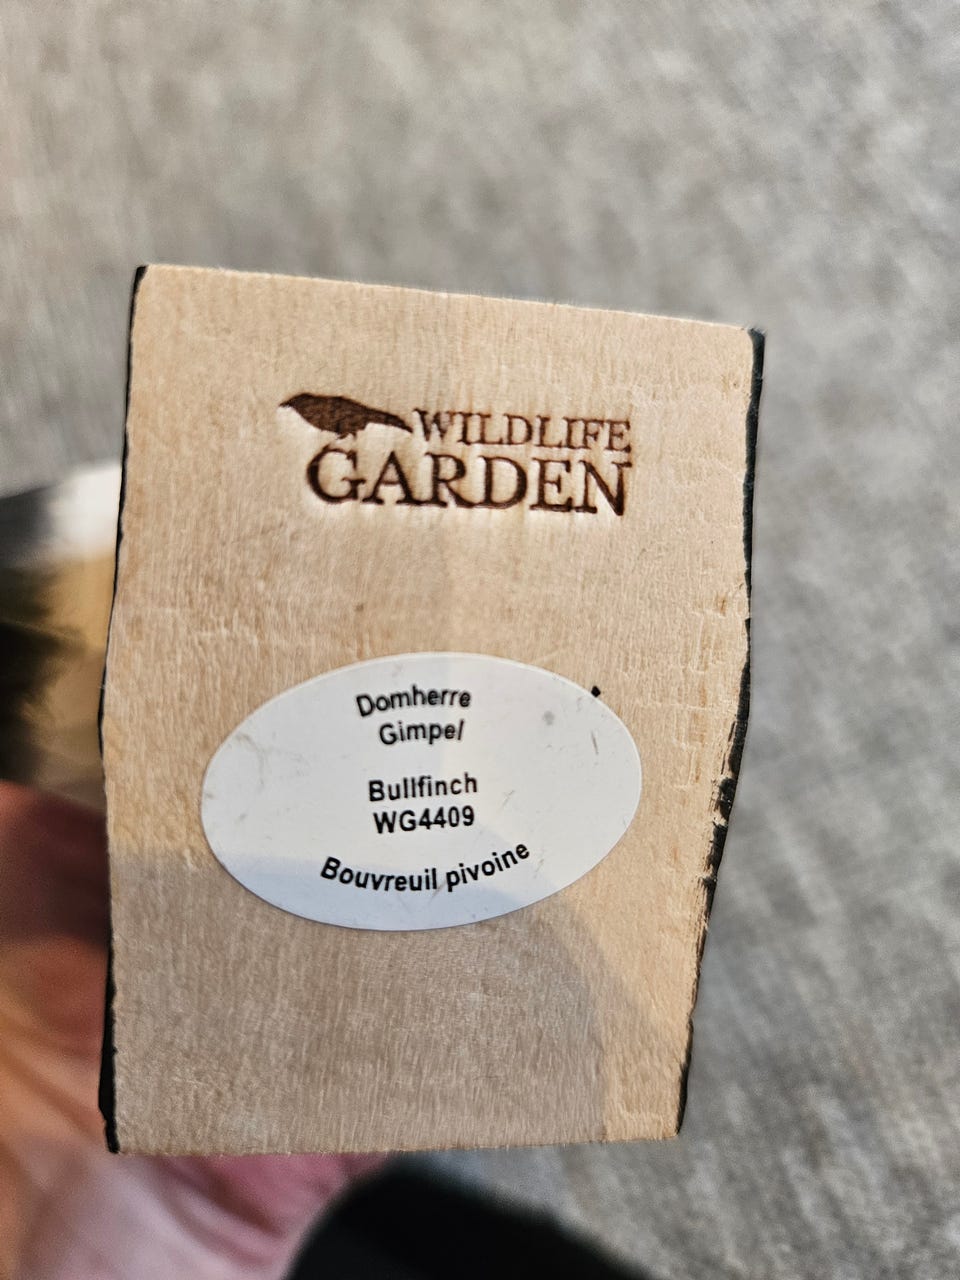 WILDLIFE
GARDEN
Domherre
Gimpel
Bullfinch
WG4409
Bouvreuil pivoine